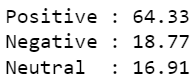 Positive : 64.33
Negative : 18.77
Neutral  : 16.91